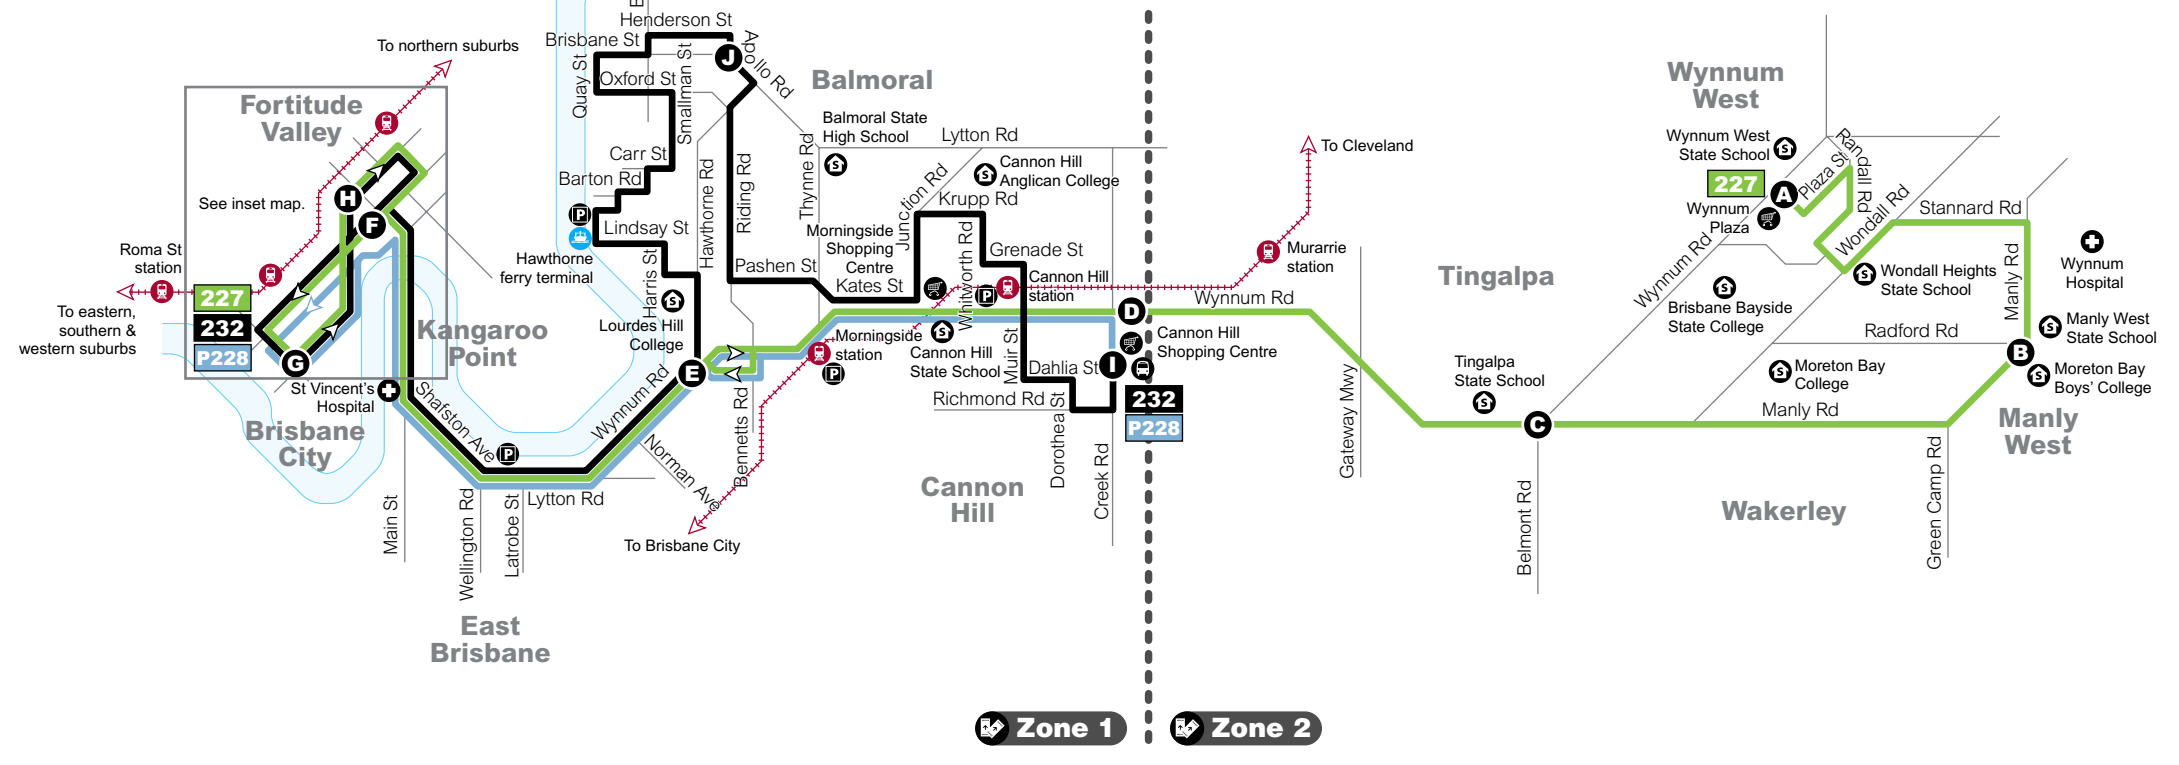 To northern suburbs
Fortitude
Valley
See inset map.
Roma St
station
To eastern,
southern &
western suburbs
227
232
P228
H
F
G
St Vincent's
Hospital
Brisbane
City
Kangaroo
Point
Main St
Shafston Ave
Wellington Rd
Latrobe St
Lytton Rd
East
Brisbane
Henderson St
Brisbane St
Quay St
Oxford St
Smallman St
J
Apollo Rd
Carr St
Barton Rd
P
Lindsay St
Hawthorne
ferry terminal
Harris St
Hawthorne Rd
Riding Rd
Lourdes Hill
College
Wynnum Rd
E
P
Norman Ave
Bennetts Rd
To Brisbane City
Balmoral
Balmoral State
High School
S
Thynne Rd
Lytton Rd
Cannon Hill
Anglican College
S
Junction Rd
Krupp Rd
Morningside
Shopping
Centre
Kates St
Pashen St
Whitworth Rd
Grenade St
P
Cannon Hill
station
Morningside
station
P
Cannon Hill
State School
S
Muir St
Dahlia St
Richmond Rd
Dorothea St
Creek Rd
Cannon
Hill
D
I
Cannon Hill
Shopping Centre
232
P228
To Cleveland
Murarrie
station
Wynnum Rd
Tingalpa
Gateway Mwy
Tingalpa
State School
S
C
Belmont Rd
Wynnum
West
Wynnum West
State School
S
227
A
Plaza St
Randall Rd
Wynnum
Plaza
Wynnum Rd
Wondall Rd
Stannard Rd
Brisbane Bayside
State College
S
Wondall Heights
State School
S
Manly Rd
Wynnum
Hospital
Radford Rd
Manly West
State School
S
B
Moreton Bay
College
S
Moreton Bay
Boys' College
S
Manly Rd
Manly
West
Wakerley
Green Camp Rd
Zone 1
Zone 2